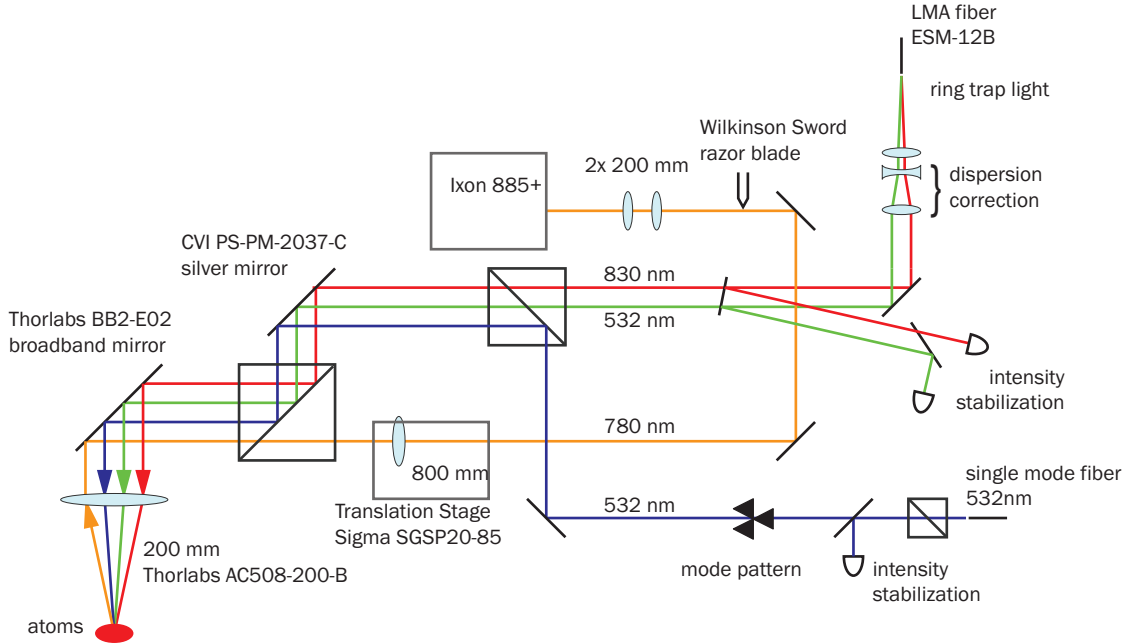 LMA fiber
ESM-12B
ring trap light
Wilkinson Sword
razor blade
2x 200 mm
Ixon 885+
dispersion
correction
CVI PS-PM-2037-C
silver mirror
830 nm
532 nm
Thorlabs BB2-E02
broadband mirror
intensity
stabilization
780 nm
800 mm
Translation Stage
Sigma SGSP20-85
single mode fiber
532nm
532 nm
200 mm
Thorlabs AC508-200-B
mode pattern
intensity
stabilization
atoms